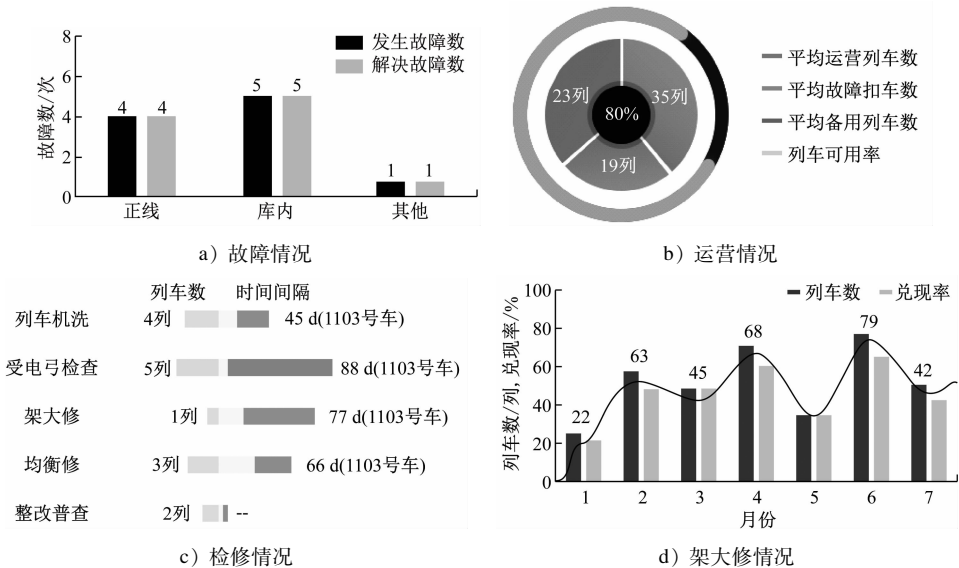 故障数/次
8
6
4
2
0
发生故障数
解决故障数
4 4
5 5
1 1
正线 库内 其他
a）故障情况
23列
35列
80%
19列
平均运营列车数
平均故障扣车数
平均备用列车数
列车可用率
b）运营情况
列车数 时间间隔
列车机洗 4列 45 d(1103号车)
受电弓检查 5列 88 d(1103号车)
架大修 1列 77 d(1103号车)
均衡修 3列 66 d(1103号车)
整改普查 2列 --
c）检修情况
列车数/列, 兑现率/%
100
80
60
40
20
0
列车数 兑现率
22 63 45 68 79 42
1 2 3 4 5 6 7
月份
d）架大修情况